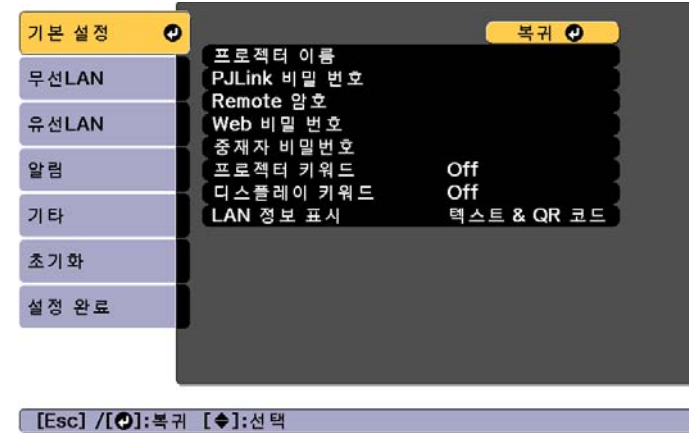 기본 설정
무선LAN
유선LAN
알림
기타
초기화
설정 완료
복귀
프로젝터 이름
PJLink 비밀 번호
Remote 암호
Web 비밀 번호
중재자 비밀번호
프로젝터 키워드 Off
디스플레이 키워드 Off
LAN 정보 표시 텍스트 & QR 코드
[Esc] /[⏎]:복귀 [◆]:선택